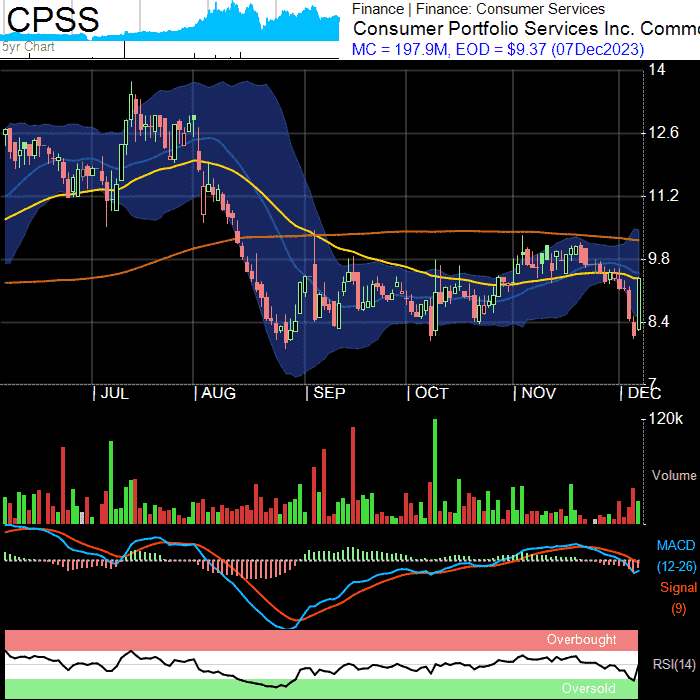 CPSS
5yr Chart
Finance | Finance: Consumer Services
Consumer Portfolio Services Inc. Comm
MC = 197.9M, EOD = $9.37 (07Dec2023)
14
12.6
11.2
9.8
8.4
7
| JUL | AUG | SEP | OCT | NOV | DEC
120k
Volume
MACD
(12-26)
Signal
(9)
Overbought
RSI(14)
Oversold